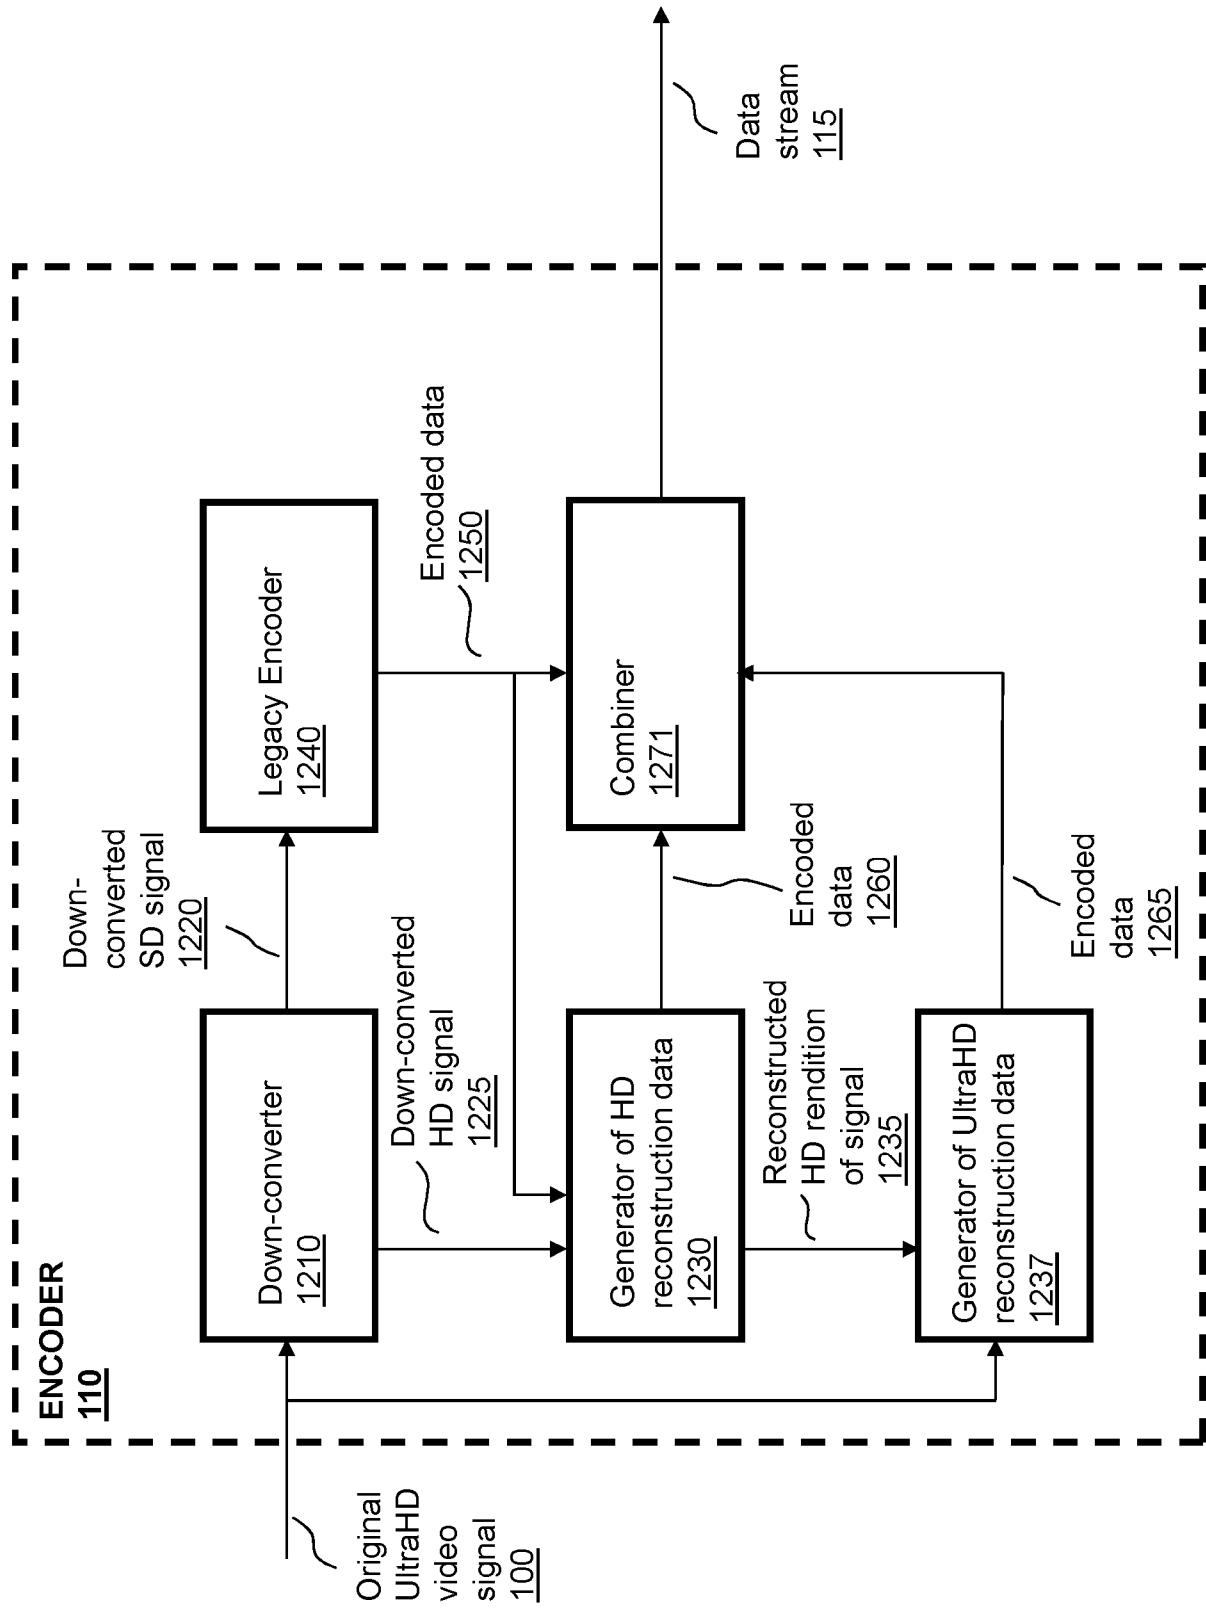 ENCODER
110
Original
UltraHD
video
signal
100
Down-converter
1210
Down-
converted
SD signal
1220
Legacy Encoder
1240
Down-converted
HD signal
1225
Encoded data
1250
Generator of HD
reconstruction data
1230
Encoded
data
1260
Combiner
1271
Data
stream
115
Reconstructed
HD rendition
of signal
1235
Generator of UltraHD
reconstruction data
1237
Encoded
data
1265